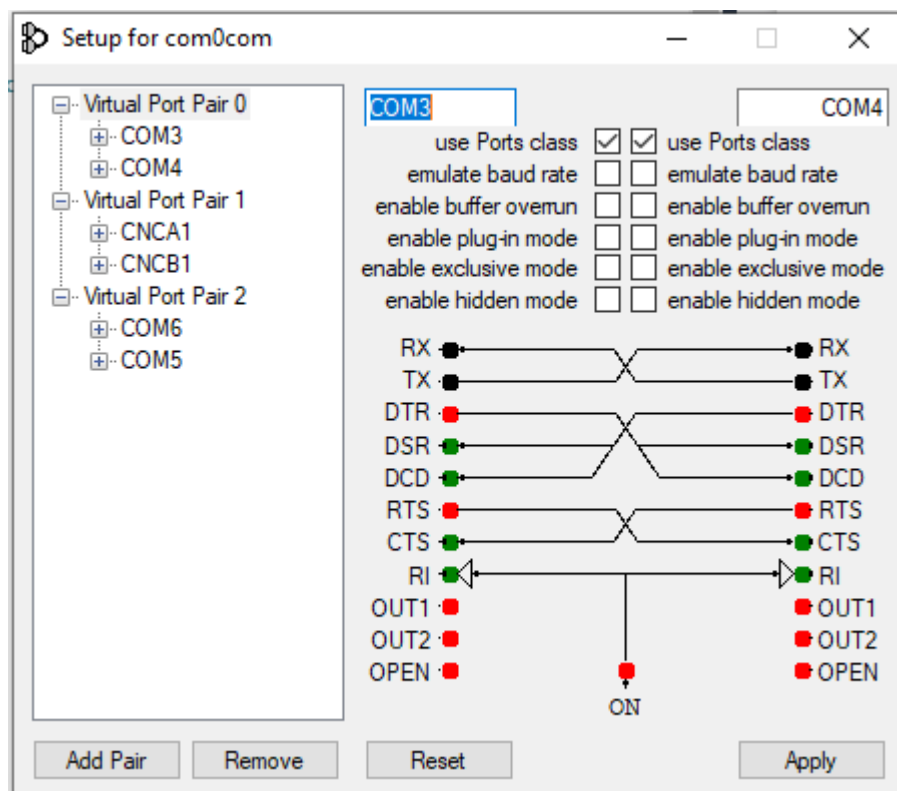 Setup for com0com
Virtual Port Pair 0
COM3
COM4
Virtual Port Pair 1
CNCA1
CNCB1
Virtual Port Pair 2
COM6
COM5
COM3 COM4
use Ports class use Ports class
emulate baud rate emulate baud rate
enable buffer overrun enable buffer overrun
enable plug-in mode enable plug-in mode
enable exclusive mode enable exclusive mode
enable hidden mode enable hidden mode
RX RX
TX TX
DTR DTR
DSR DSR
DCD DCD
RTS RTS
CTS CTS
RI RI
OUT1 OUT1
OUT2 OUT2
OPEN OPEN
ON
Add Pair Remove Reset Apply